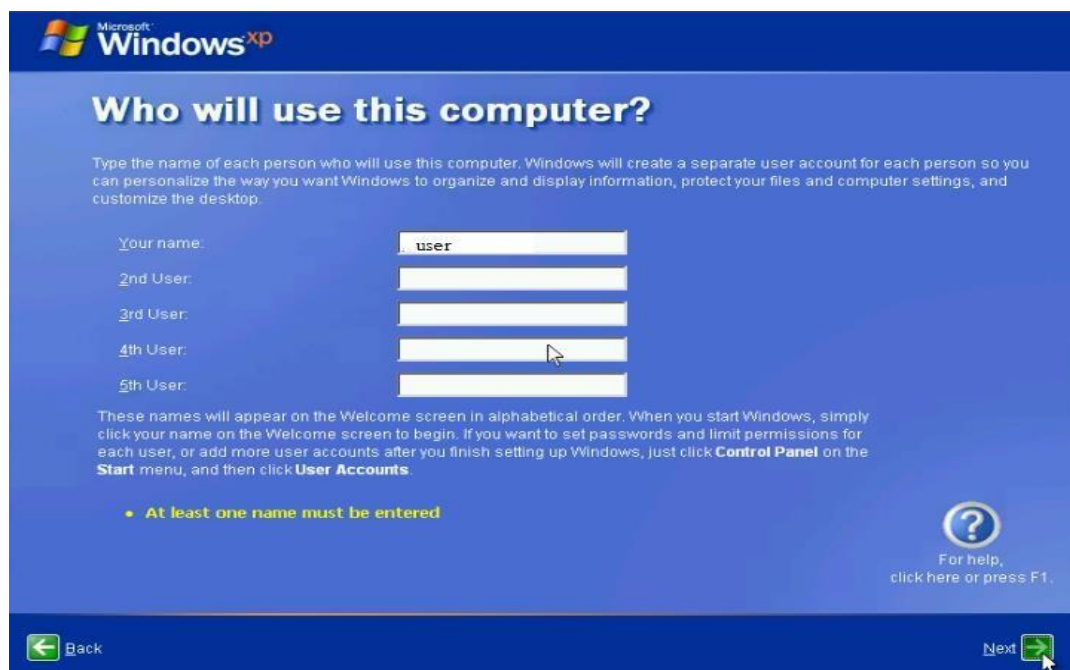 Microsoft
Windows xp
Who will use this computer?
Type the name of each person who will use this computer. Windows will create a separate user account for each person so you
can personalize the way you want Windows to organize and display information, protect your files and computer settings, and
customize the desktop.
Your name: user
2nd User:
3rd User:
4th User:
5th User:
These names will appear on the Welcome screen in alphabetical order. When you start Windows, simply
click your name on the Welcome screen to begin. If you want to set passwords and limit permissions for
each user, or add more user accounts after you finish setting up Windows, just click Control Panel on the
Start menu, and then click User Accounts.
• At least one name must be entered
?
For help,
click here or press F1.
Back
Next